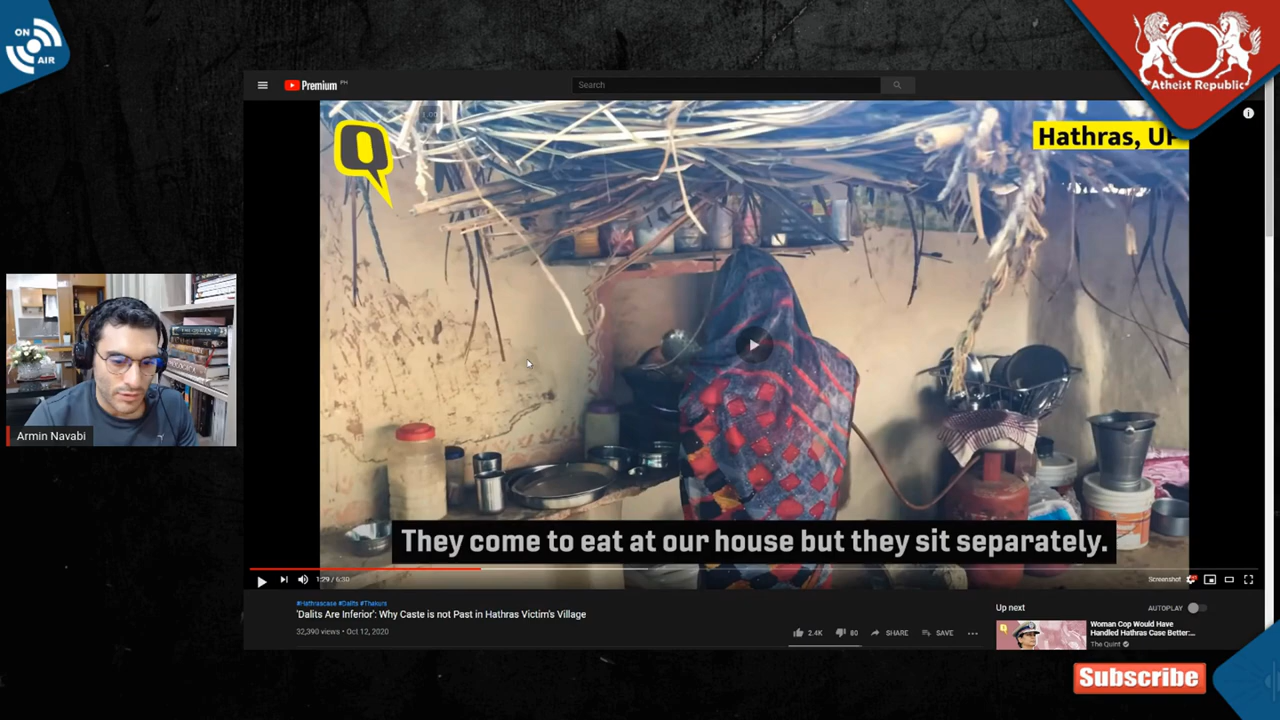 ON
AIR
Premium PH
Search
Atheist Republic
Q
Hathras, UP
Armin Navabi
They come to eat at our house but they sit separately.
1:29 / 6:30
Screenshot
#Hathrascase #Dalits #Thakurs
'Dalits Are Inferior': Why Caste is not Past in Hathras Victim's Village
32,390 views • Oct 12, 2020
2.4K
80
SHARE
SAVE
Up next
AUTOPLAY
Woman Cop Would Have
Handled Hathras Case Better:...
The Quint
Subscribe